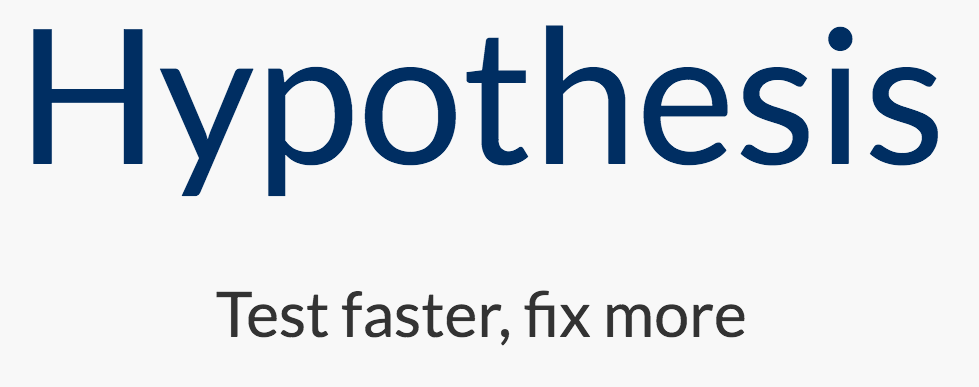 Hypothesis
Test faster, fix more